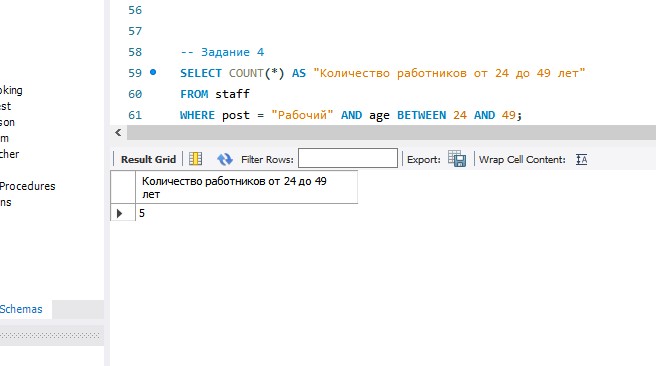 56
57
58 -- Задание 4
59 SELECT COUNT(*) AS "Количество работников от 24 до 49 лет"
60 FROM staff
61 WHERE post = "Рабочий" AND age BETWEEN 24 AND 49;
oking
est
son
m
cher
Procedures
ns
Schemas
Result Grid Filter Rows: Export: Wrap Cell Content: IA
Количество работников от 24 до 49
лет
5